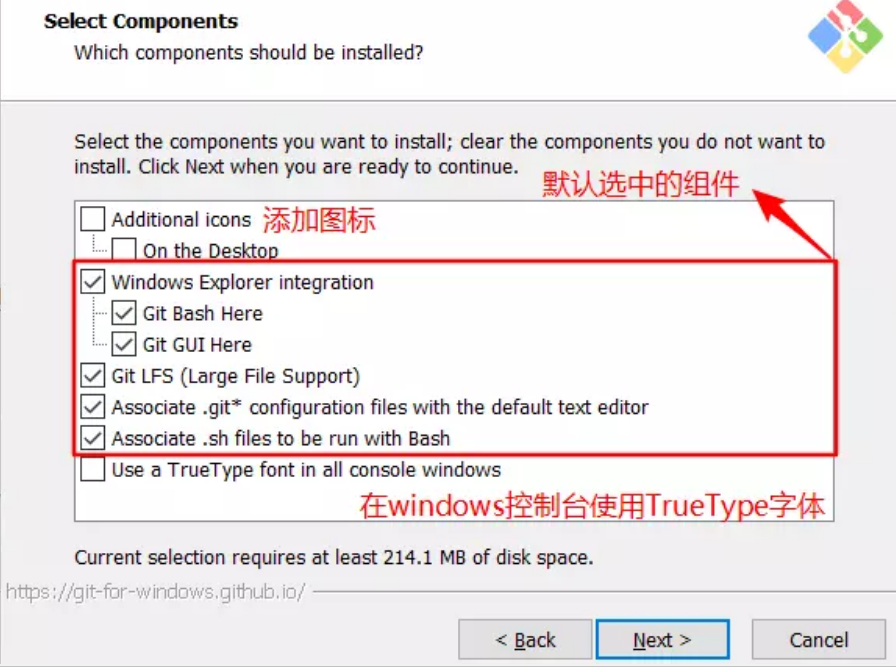 Select Components
Which components should be installed?
Select the components you want to install; clear the components you do not want to
install. Click Next when you are ready to continue.
默认选中的组件
Additional icons 添加图标
On the Desktop
Windows Explorer integration
Git Bash Here
Git GUI Here
Git LFS (Large File Support)
Associate .git* configuration files with the default text editor
Associate .sh files to be run with Bash
Use a TrueType font in all console windows
在windows控制台使用TrueType字体
Current selection requires at least 214.1 MB of disk space.
https://git-for-windows.github.io/
< Back Next > Cancel